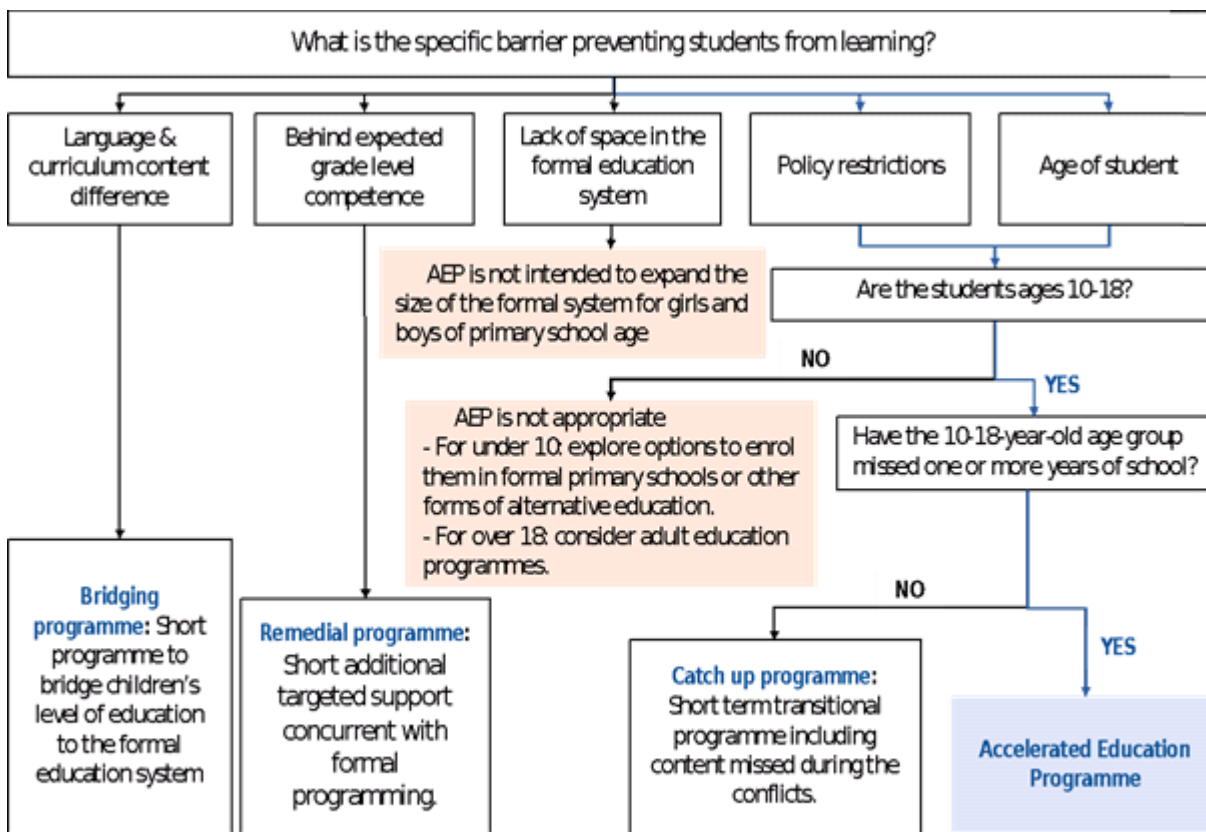 What is the specific barrier preventing students from learning?
Language &
curriculum content
difference
Behind expected
grade level
competence
Lack of space in the
formal education
system
Policy restrictions
Age of student
AEP is not intended to expand the
size of the formal system for girls and
boys of primary school age
Are the students ages 10-18?
NO
YES
AEP is not appropriate
- For under 10: explore options to enrol
them in formal primary schools or other
forms of alternative education.
- For over 18: consider adult education
programmes.
Have the 10-18-year-old age group
missed one or more years of school?
NO
YES
Bridging
programme: Short
programme to
bridge children's
level of education
to the formal
education system
Remedial programme:
Short additional
targeted support
concurrent with
formal
programming.
Catch up programme:
Short term transitional
programme including
content missed during the
conflicts.
Accelerated Education
Programme